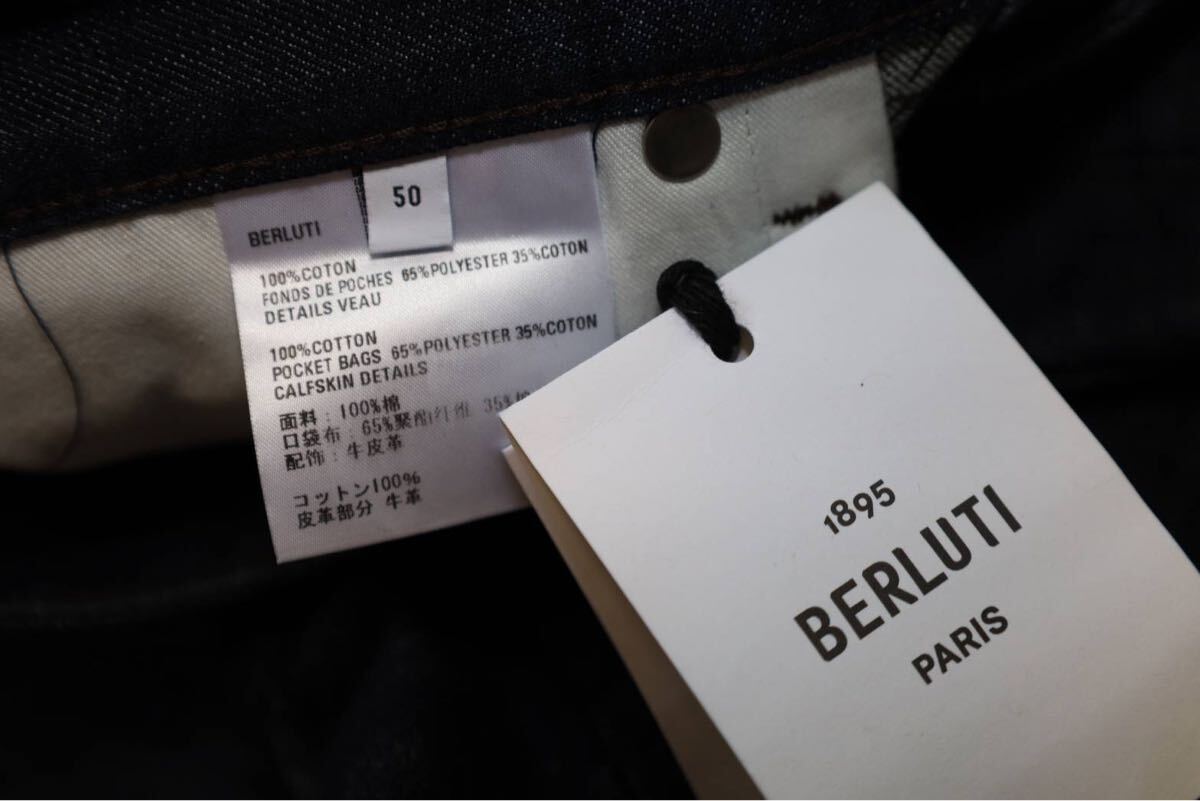 50
BERLUTI
100%COTON
FONDS DE POCHES 65%POLYESTER 35%COTON
DETAILS VEAU
100%COTTON
POCKET BAGS 65%POLYESTER 35%COTON
CALFSKIN DETAILS
面料：100%棉
口袋布：65%聚酯纤维 35%
配饰：牛皮革
コットン100%
皮革部分 牛革
1895
BERLUTI
PARIS